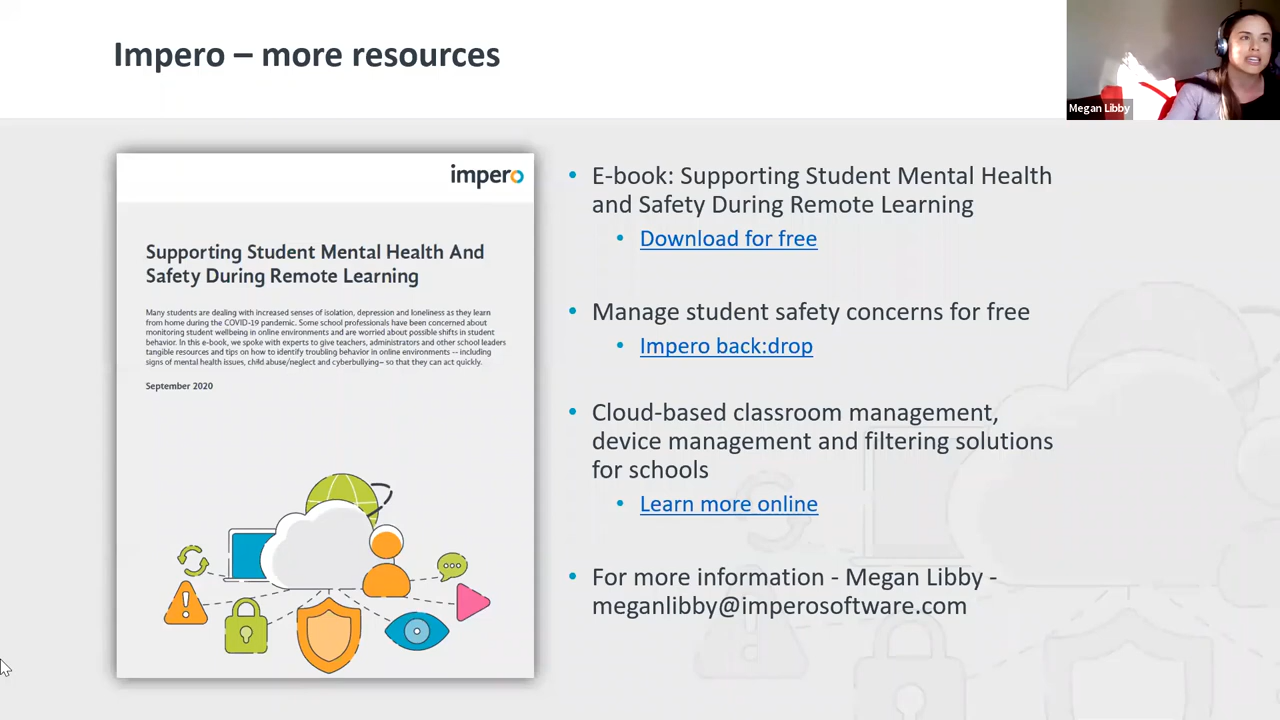 Impero – more resources
Megan Libby
impero
Supporting Student Mental Health And
Safety During Remote Learning
Many students are dealing with increased senses of isolation, depression and loneliness as they learn
from home during the COVID-19 pandemic. Some school professionals have been concerned about
monitoring student wellbeing in online environments and are worried about possible shifts in student
behavior. In this e-book, we spoke with experts to give teachers, administrators and other school leaders
tangible resources and tips on how to identify troubling behavior in online environments -- including
signs of mental health issues, child abuse/neglect and cyberbullying– so that they can act quickly.
September 2020
• E-book: Supporting Student Mental Health
and Safety During Remote Learning
• Download for free
• Manage student safety concerns for free
• Impero back:drop
• Cloud-based classroom management,
device management and filtering solutions
for schools
• Learn more online
• For more information - Megan Libby -
meganlibby@imperosoftware.com